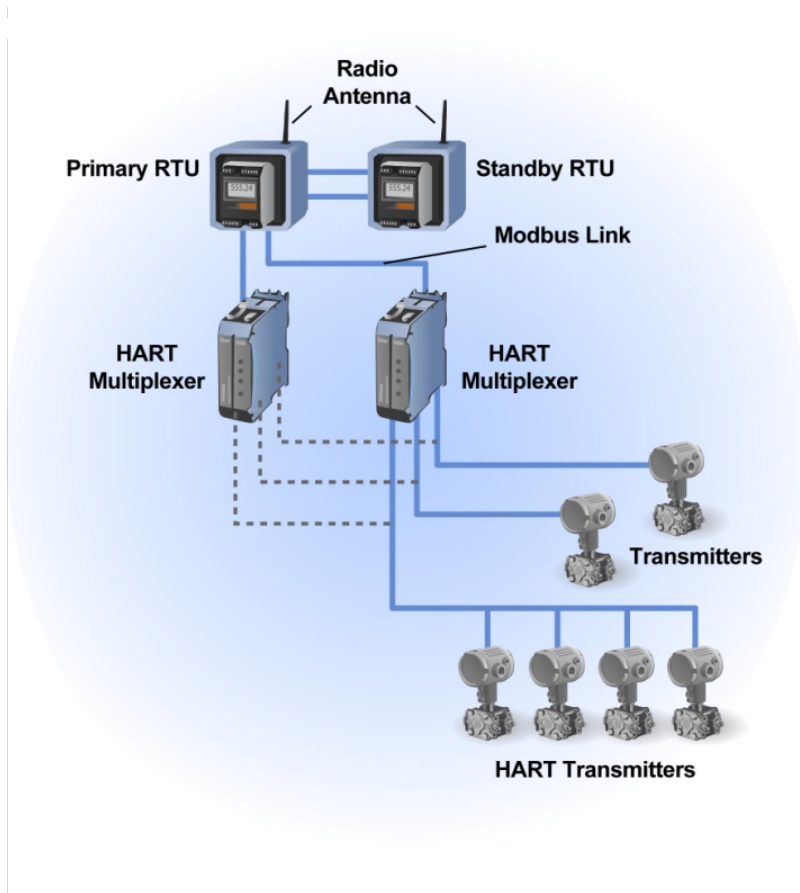 Radio
Antenna
Primary RTU
Standby RTU
555.24
555.24
Modbus Link
HART
Multiplexer
HART
Multiplexer
Transmitters
HART Transmitters